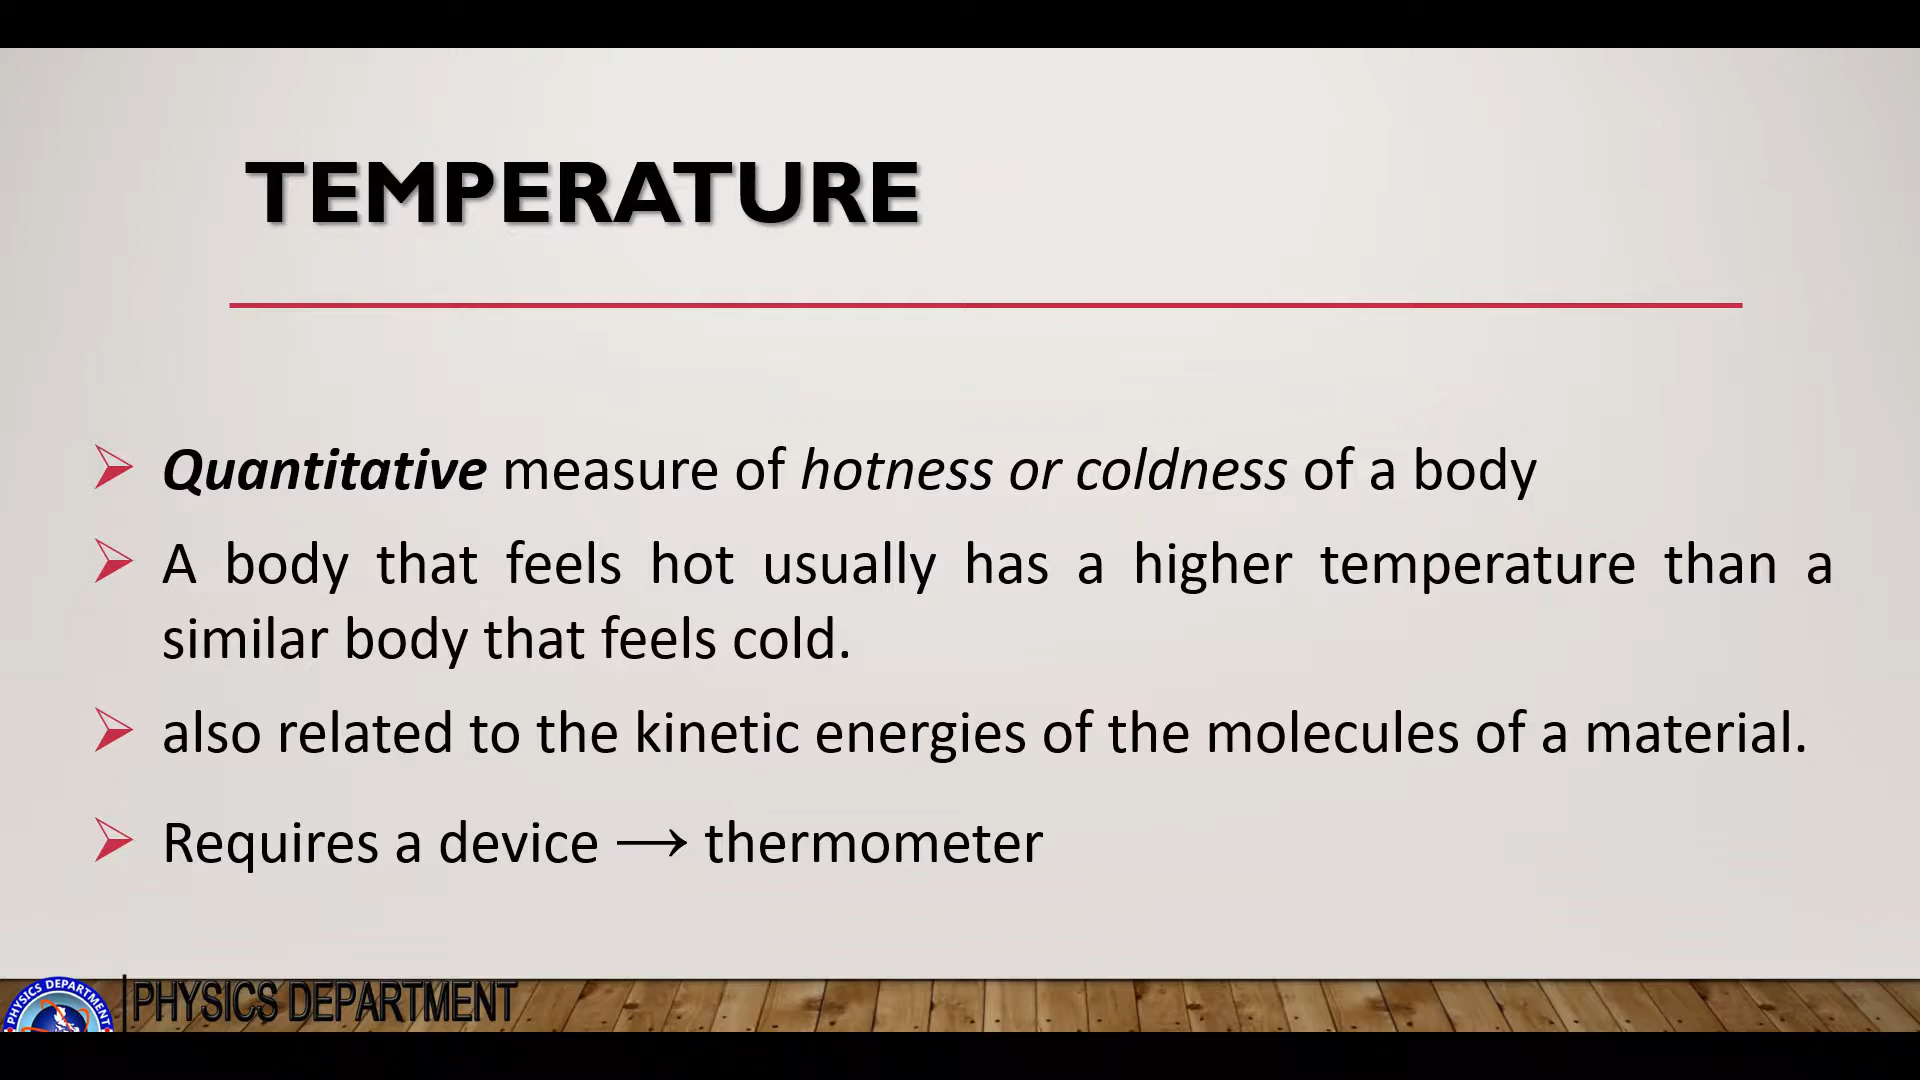 TEMPERATURE
Quantitative measure of hotness or coldness of a body
A body that feels hot usually has a higher temperature than a
similar body that feels cold.
also related to the kinetic energies of the molecules of a material.
Requires a device ⟶ thermometer
PHYSICS DEPARTMENT
PHYSICS DEPARTMENT